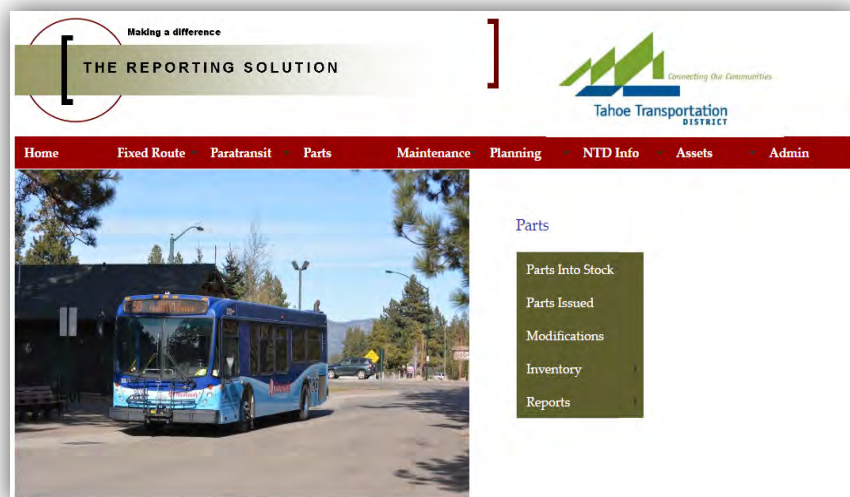 Making a difference
THE REPORTING SOLUTION
Connecting Our Communities
Tahoe Transportation
DISTRICT
Home Fixed Route Paratransit Parts Maintenance Planning NTD Info Assets Admin
Parts
Parts Into Stock
Parts Issued
Modifications
Inventory
Reports